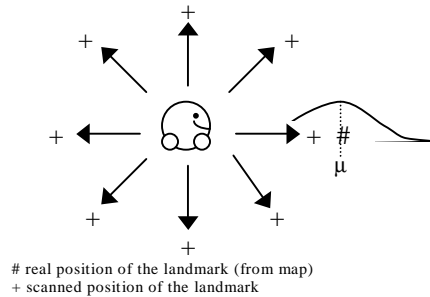 +
+ +
+ + #
μ
+ +
+
# real position of the landmark (from map)
+ scanned position of the landmark